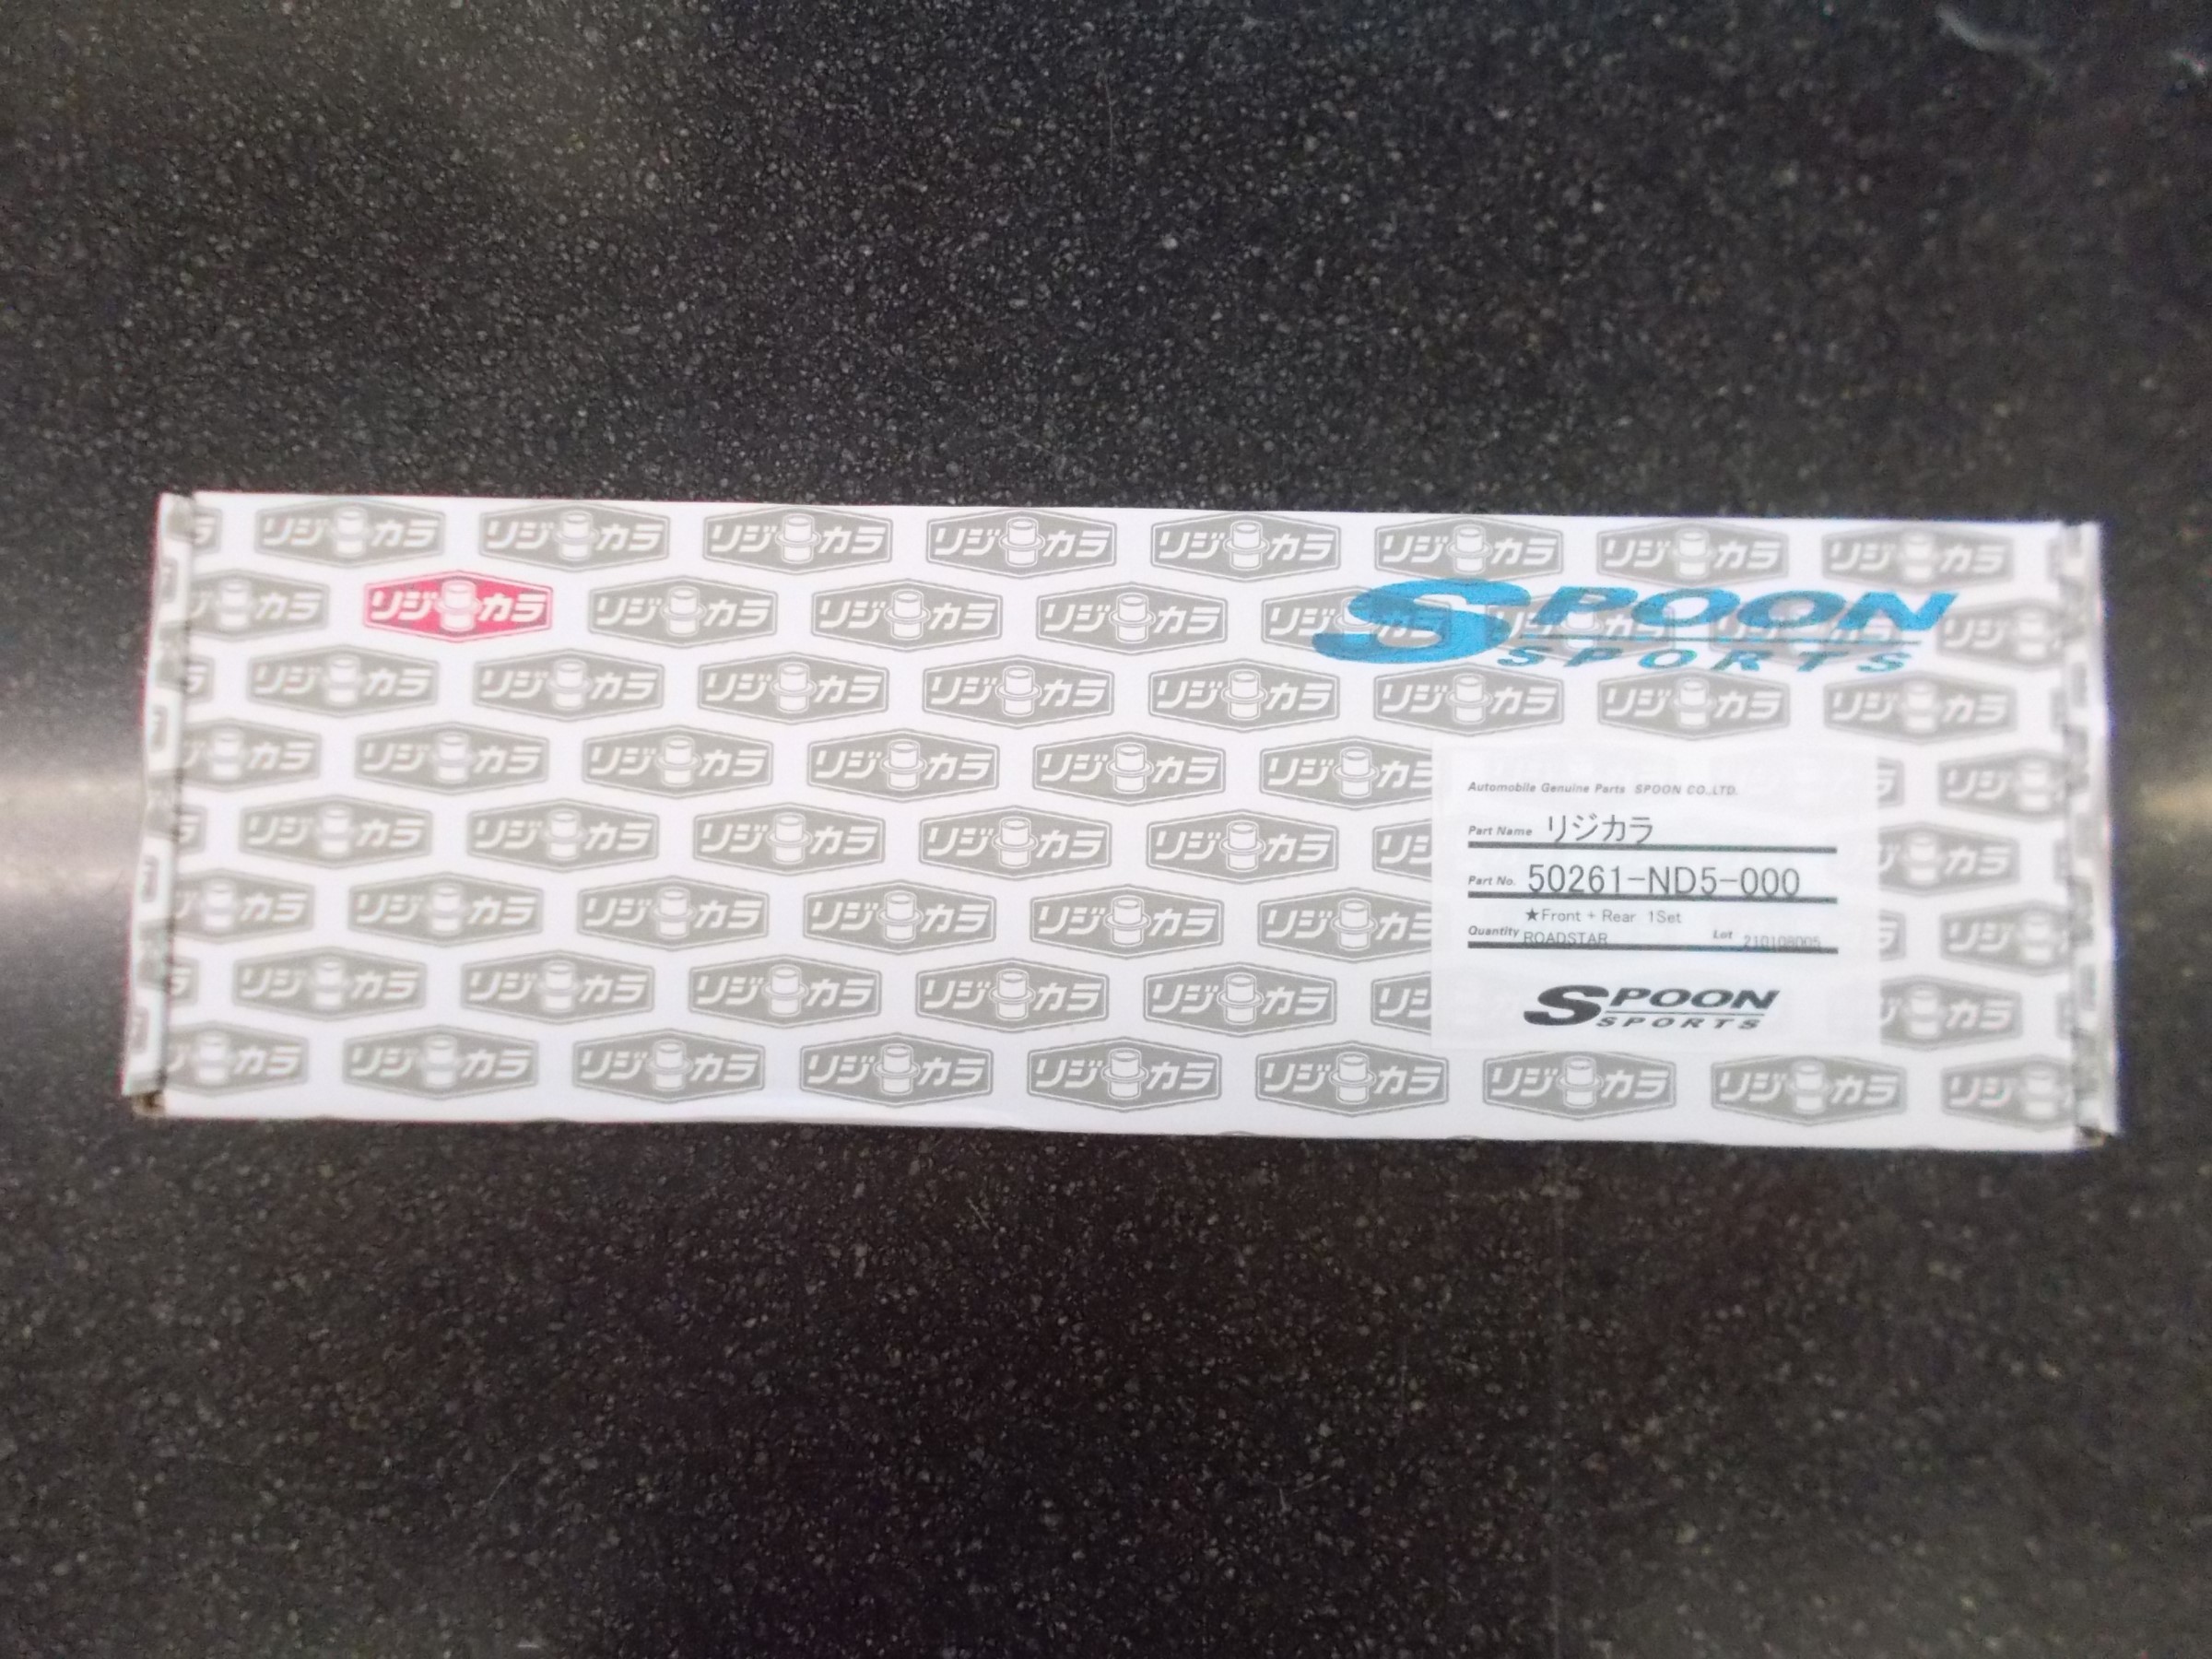 リジカラ
SPOON
SPORTS
Automobile Genuine Parts SPOON CO.,LTD.
Part Name リジカラ
Part No. 50261-ND5-000
★Front + Rear 1Set
Quantity ROADSTAR Lot
SPOON
SPORTS